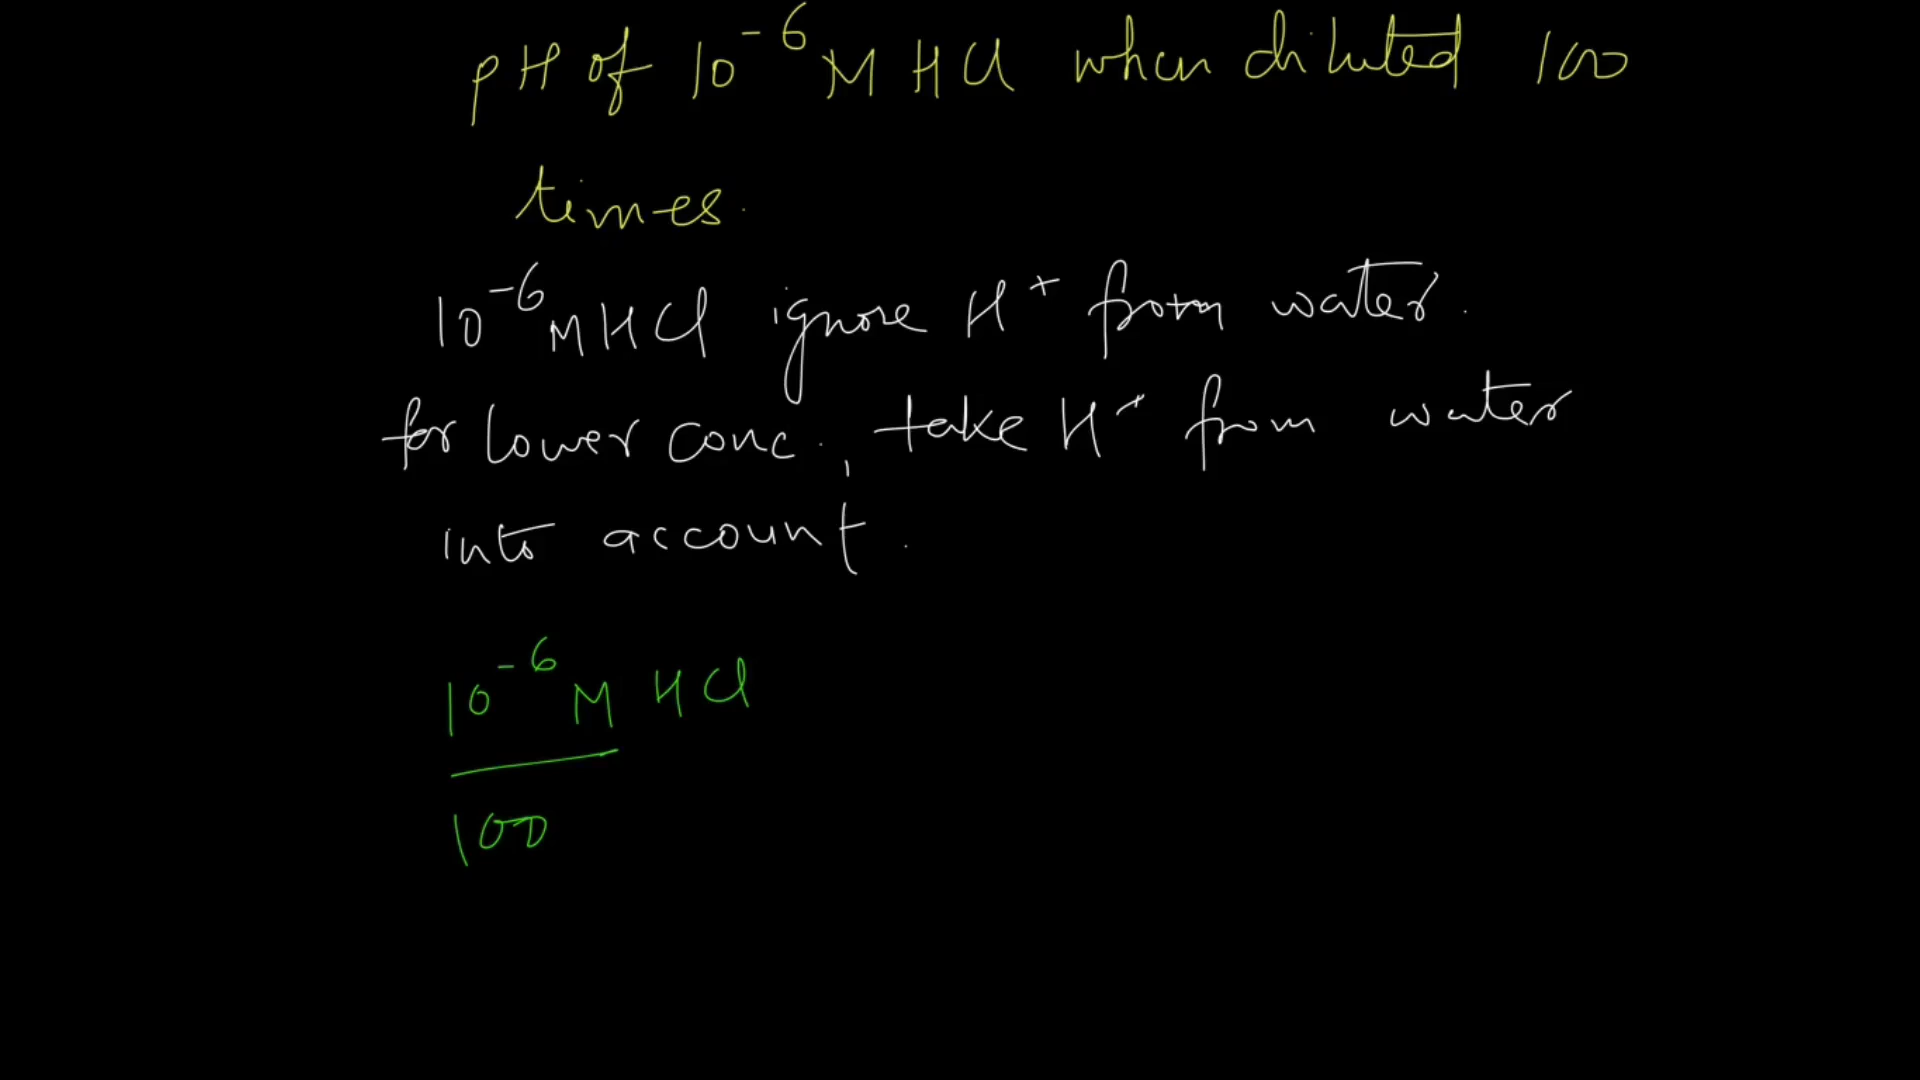 pH of 10⁻⁶ M HCl when diluted 100
times.
10⁻⁶ M HCl ignore H⁺ from water.
for lower conc., take H⁺ from water
into account.
10⁻⁶ M HCl
100